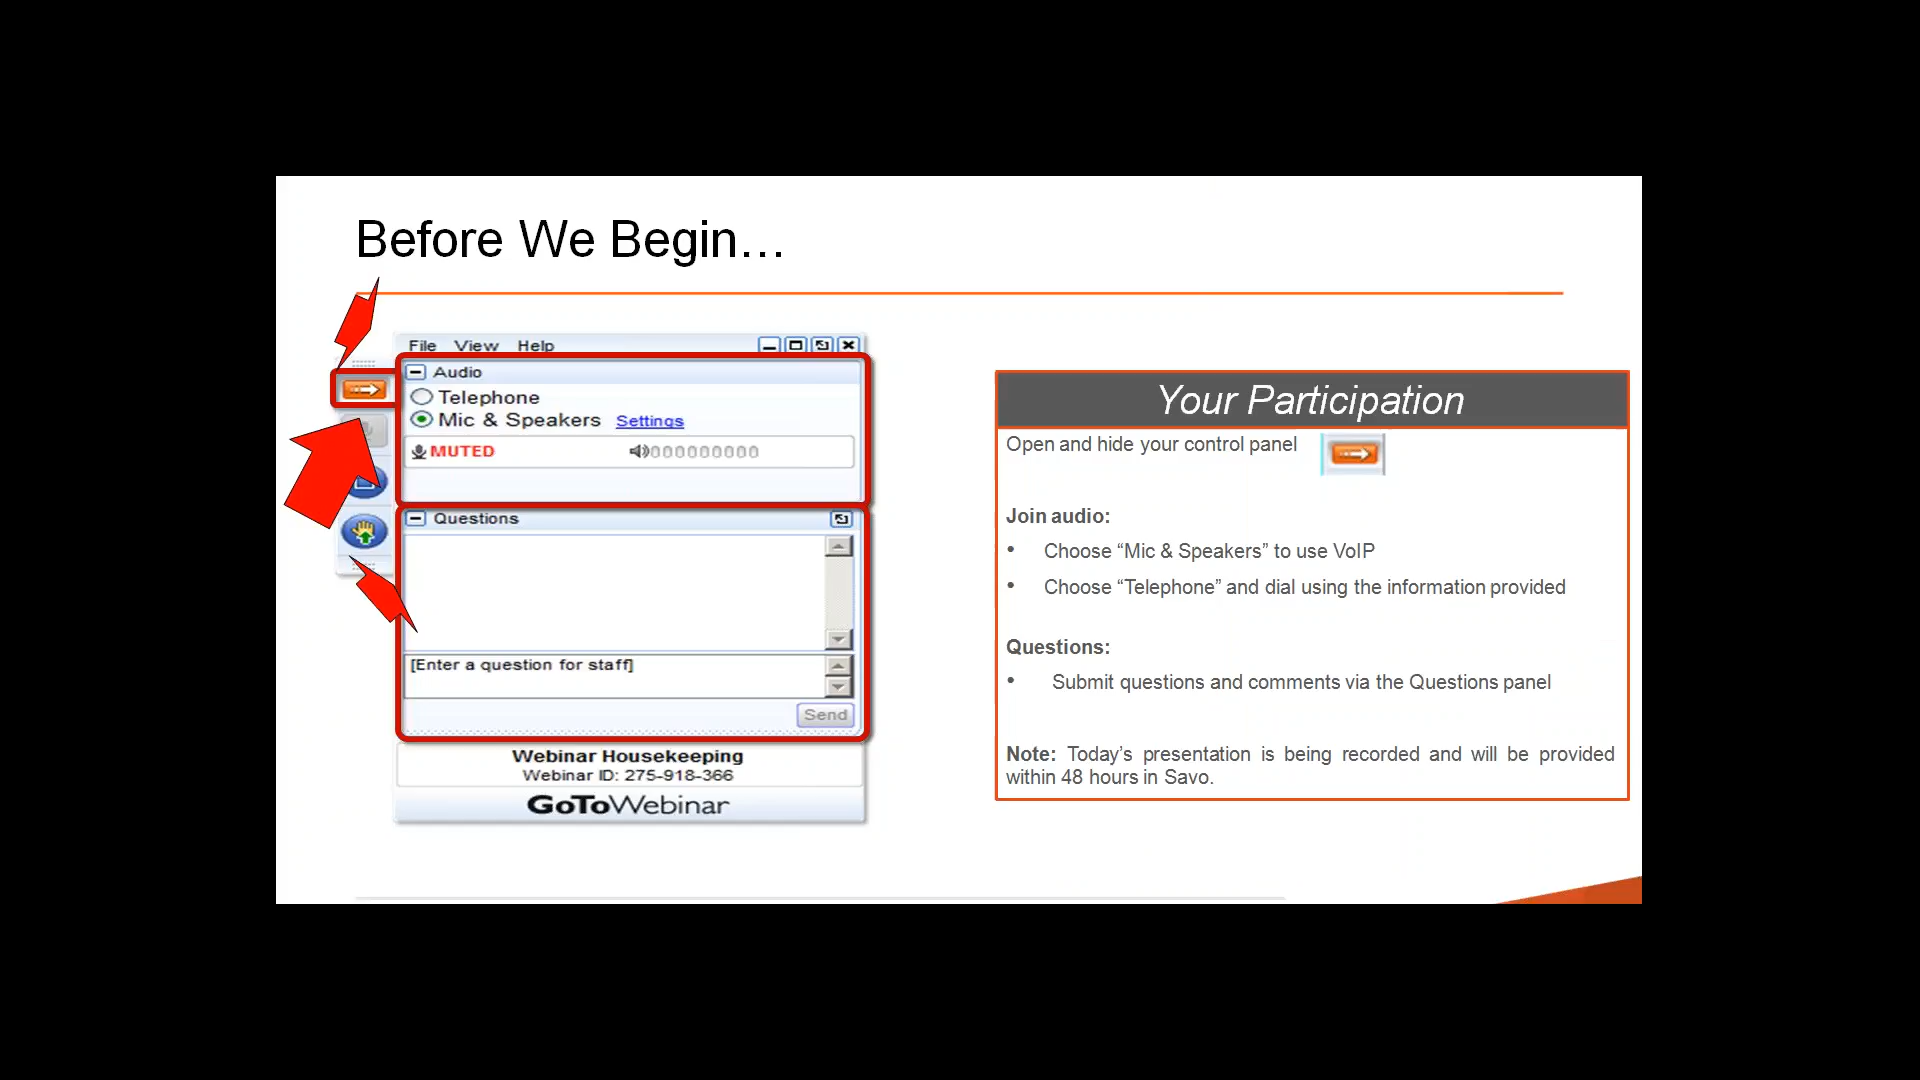 Before We Begin…
File View Help
Audio
Telephone
Mic & Speakers Settings
MUTED 0000000000
Questions
[Enter a question for staff]
Send
Webinar Housekeeping
Webinar ID: 275-918-366
GoToWebinar
Your Participation
Open and hide your control panel
Join audio:
• Choose “Mic & Speakers” to use VoIP
• Choose “Telephone” and dial using the information provided
Questions:
• Submit questions and comments via the Questions panel
Note: Today’s presentation is being recorded and will be provided
within 48 hours in Savo.